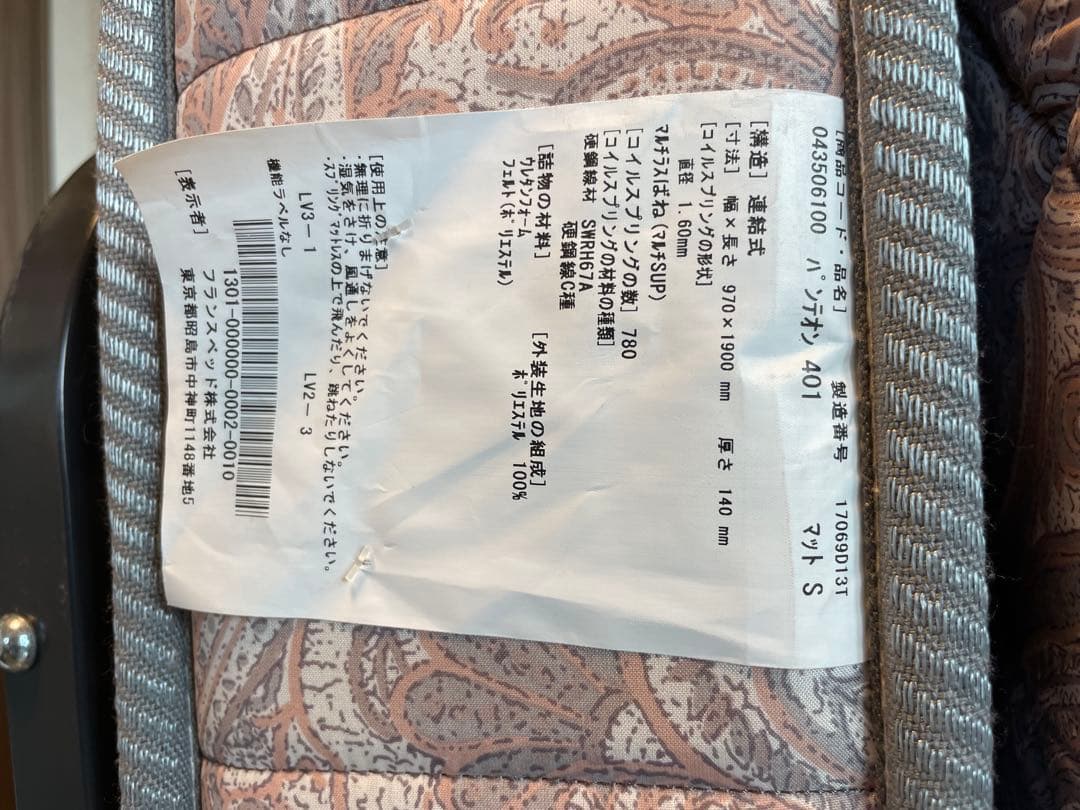 [商品コード・品名] 製造番号 17069D13T
043506100 パンテオン 401 マット S
[構造] 連結式
[寸法] 幅×長さ 970×1900 mm 厚さ 140 mm
[コイルスプリングの形状]
直径 1.60mm
マルチラスばね(マルチSUP)
[コイルスプリングの数] 780
[コイルスプリングの材料の種類]
硬鋼線材 SWRH67A
硬鋼線C種
[詰物の材料] [外装生地の組成]
ウレタンフォーム ポリエステル 100%
フェルト(ポリエステル)
[使用上の注意]
・無理に折りまげないでください。
・湿気をさけ、風通しをよくしてください。
・スプリングマットレスの上で飛んだり、跳ねたりしないでください。
LV3-1 LV2-3
機能ラベルなし
1301-000000-0002-0010
[表示者] フランスベッド株式会社
東京都昭島市中神町1148番地5